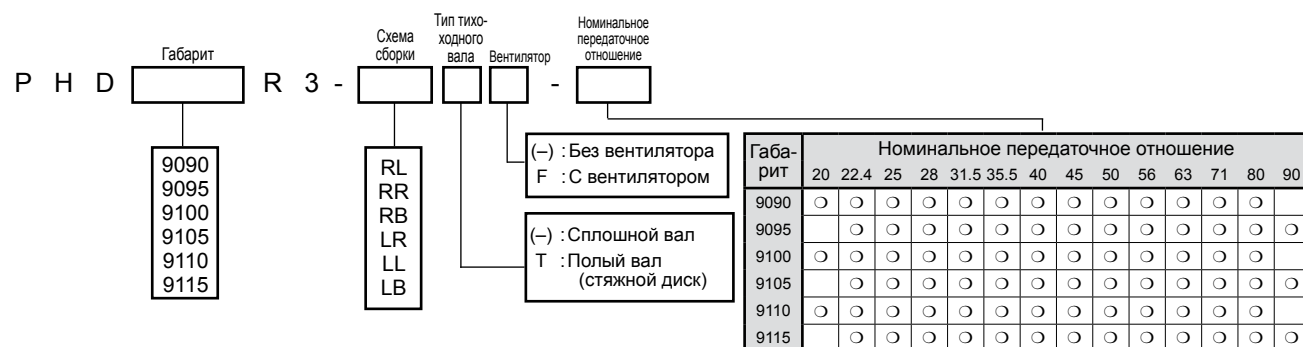 Габарит
Схема
сборки
Тип тихо-
ходного
вала
Вентилятор
Номинальное
передаточное
отношение
P H D R 3 - -
9090
9095
9100
9105
9110
9115
RL
RR
RB
LR
LL
LB
(–) : Без вентилятора
F : С вентилятором
(–) : Сплошной вал
T : Полый вал
(стяжной диск)
Габа-
рит
Номинальное передаточное отношение
20 22.4 25 28 31.5 35.5 40 45 50 56 63 71 80 90
9090 ❍ ❍ ❍ ❍ ❍ ❍ ❍ ❍ ❍ ❍ ❍ ❍ ❍
9095 ❍ ❍ ❍ ❍ ❍ ❍ ❍ ❍ ❍ ❍ ❍ ❍ ❍
9100 ❍ ❍ ❍ ❍ ❍ ❍ ❍ ❍ ❍ ❍ ❍ ❍ ❍
9105 ❍ ❍ ❍ ❍ ❍ ❍ ❍ ❍ ❍ ❍ ❍ ❍ ❍
9110 ❍ ❍ ❍ ❍ ❍ ❍ ❍ ❍ ❍ ❍ ❍ ❍ ❍
9115 ❍ ❍ ❍ ❍ ❍ ❍ ❍ ❍ ❍ ❍ ❍ ❍ ❍